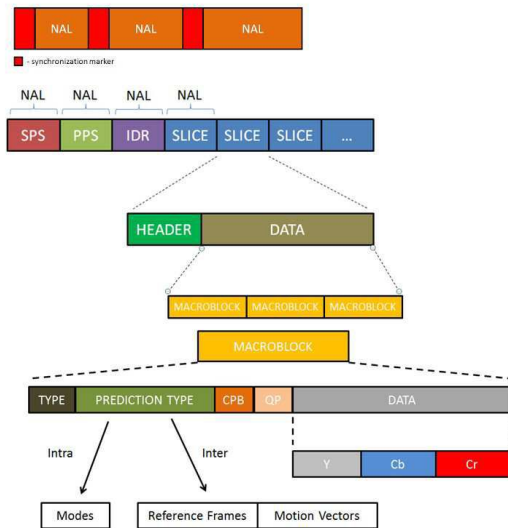 NAL NAL NAL
- synchronization marker
NAL NAL NAL NAL
SPS PPS IDR SLICE SLICE SLICE ...
HEADER DATA
MACROBLOCK MACROBLOCK MACROBLOCK
MACROBLOCK
TYPE PREDICTION TYPE CPB QP DATA
Intra Inter
Y Cb Cr
Modes Reference Frames Motion Vectors